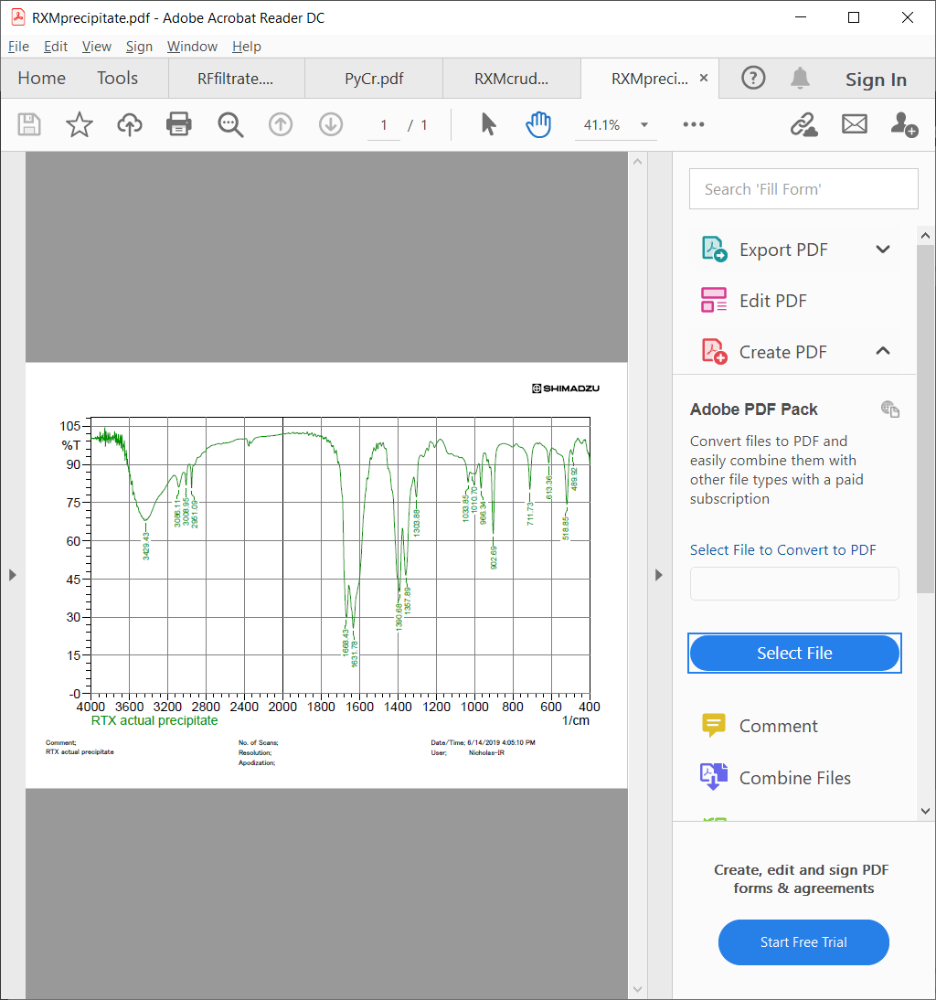 RXMprecipitate.pdf - Adobe Acrobat Reader DC
File Edit View Sign Window Help
Home Tools RFfiltrate.... PyCr.pdf RXMcrud... RXMpreci... × ? Sign In
1 / 1 41.1%
Search 'Fill Form'
Export PDF
Edit PDF
Create PDF
Adobe PDF Pack
Convert files to PDF and
easily combine them with
other file types with a paid
subscription
Select File to Convert to PDF
Select File
Comment
Combine Files
Create, edit and sign PDF
forms & agreements
Start Free Trial
SHIMADZU
105
%T
90
75
60
45
30
15
-0
3429.43
3086.11
3008.95
2951.09
1668.43
1631.78
1390.68
1357.89
1303.88
1033.85
1010.70
966.34
902.69
711.73
613.36
518.85
489.92
4000 3600 3200 2800 2400 2000 1800 1600 1400 1200 1000 800 600 400
RTX actual precipitate 1/cm
Comment; No. of Scans; Date/Time; 6/14/2019 4:05:10 PM
RTX actual precipitate Resolution; User; Nicholas-IR
Apodization;